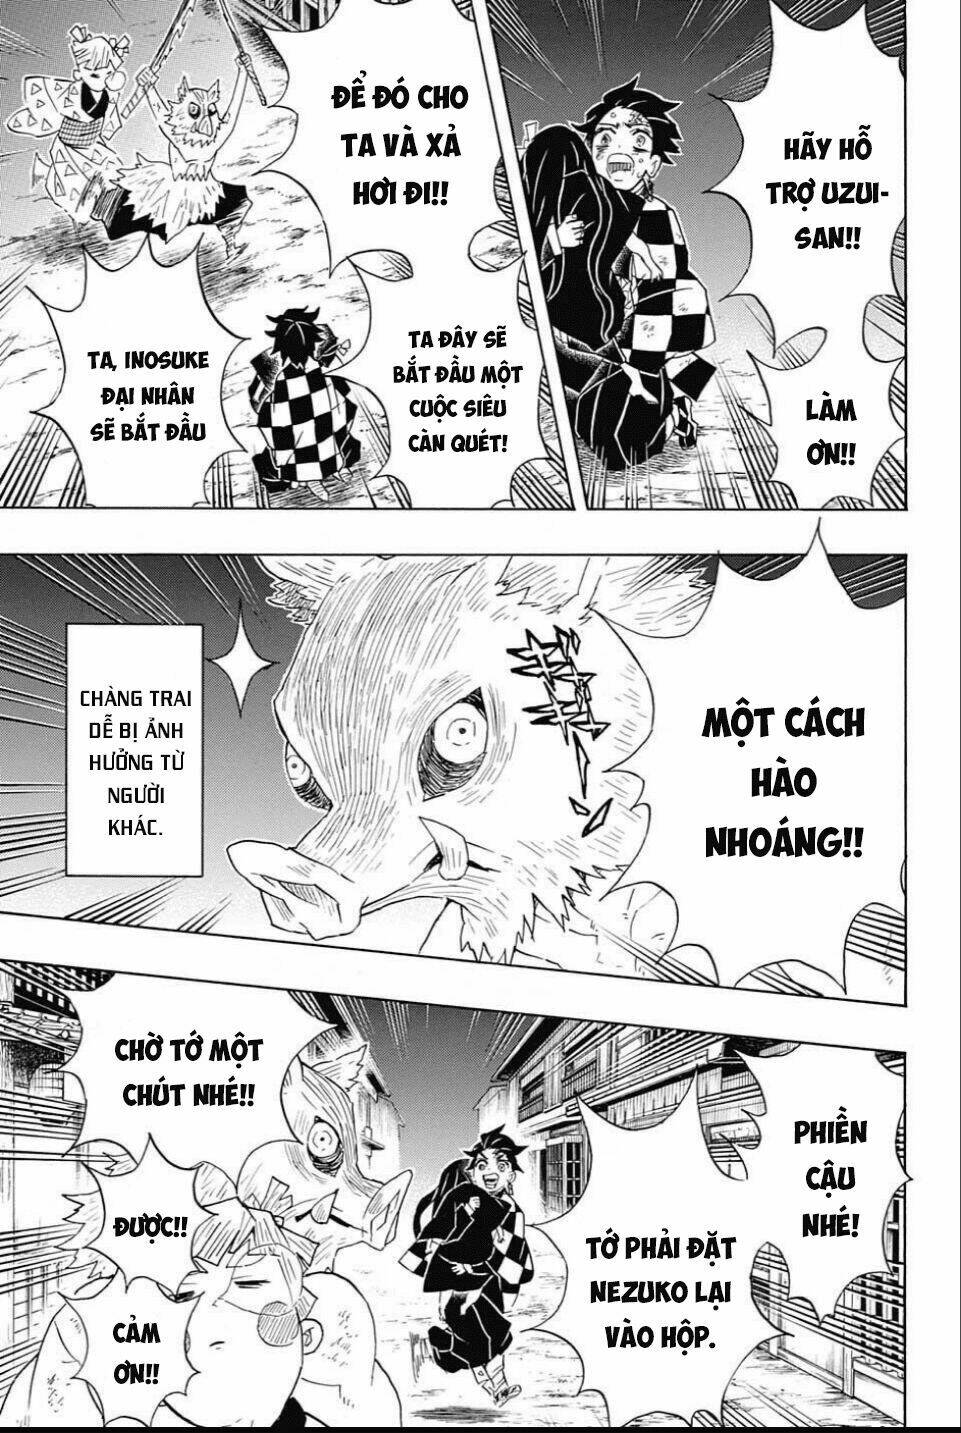 HÃY HỖ
TRỢ UZUI-
SAN!!
LÀM
ƠN!!
ĐỂ ĐÓ CHO
TA VÀ XẢ
HƠI ĐI!!
TA ĐÂY SẼ
BẮT ĐẦU MỘT
CUỘC SIÊU
CÀN QUÉT!
TA, INOSUKE
ĐẠI NHÂN
SẼ BẮT ĐẦU
MỘT CÁCH
HÀO
NHOÁNG!!
CHÀNG TRAI
DỄ BỊ ẢNH
HƯỞNG TỪ
NGƯỜI
KHÁC.
PHIỀN
CẬU
NHÉ!
TỚ PHẢI ĐẶT
NEZUKO LẠI
VÀO HỘP.
CHỜ TỚ MỘT
CHÚT NHÉ!!
ĐƯỢC!!
CẢM
ƠN!!